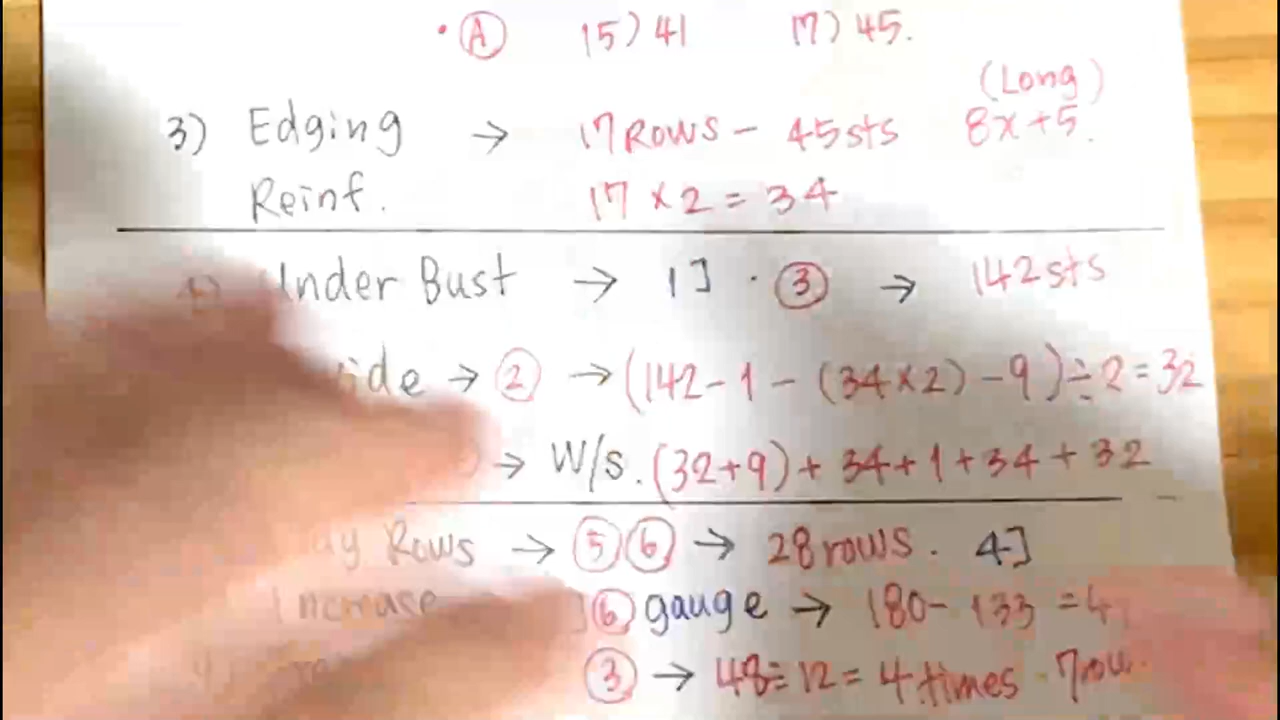 • Ⓐ 15) 41 17) 45.
(Long)
3) Edging → 17 Rows - 45 sts 8x+5.
Reinf. 17 × 2 = 34
Under Bust → 1] · ③ → 142 sts
→ ② → (142 - 1 - (34×2) - 9) ÷ 2 = 32
→ W/s. (32+9) + 34 + 1 + 34 + 32
Rows → ⑤⑥ → 28 rows. 4]
Increase ⑥ gauge → 180 - 133 =
③ → 48 ÷ 12 = 4 times